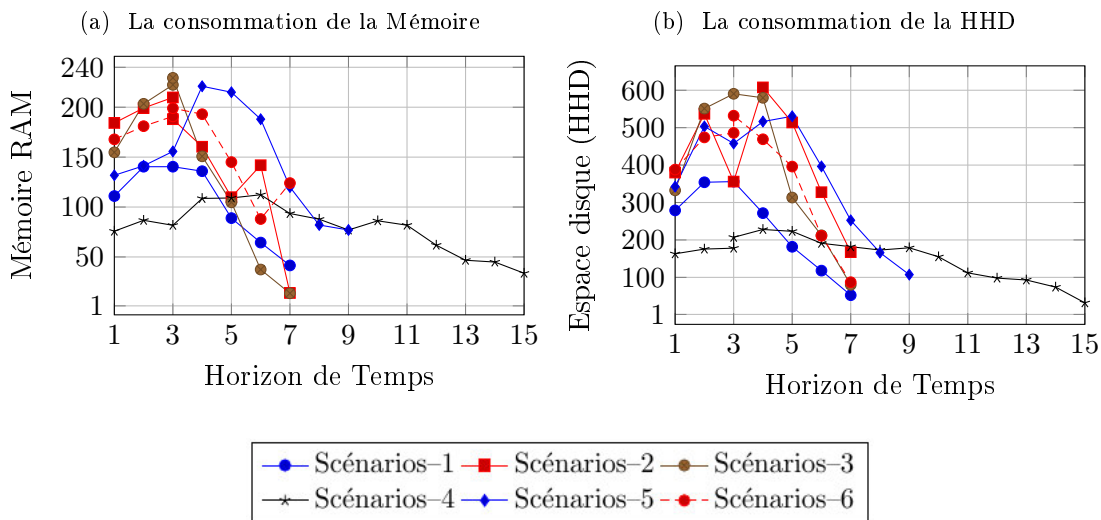 (a) La consommation de la Mémoire
Mémoire RAM
240
200
150
100
50
1
1 3 5 7 9 11 13 15
Horizon de Temps
(b) La consommation de la HHD
Espace disque (HHD)
600
500
400
300
200
100
1
1 3 5 7 9 11 13 15
Horizon de Temps
Scénarios–1 Scénarios–2 Scénarios–3
Scénarios–4 Scénarios–5 Scénarios–6